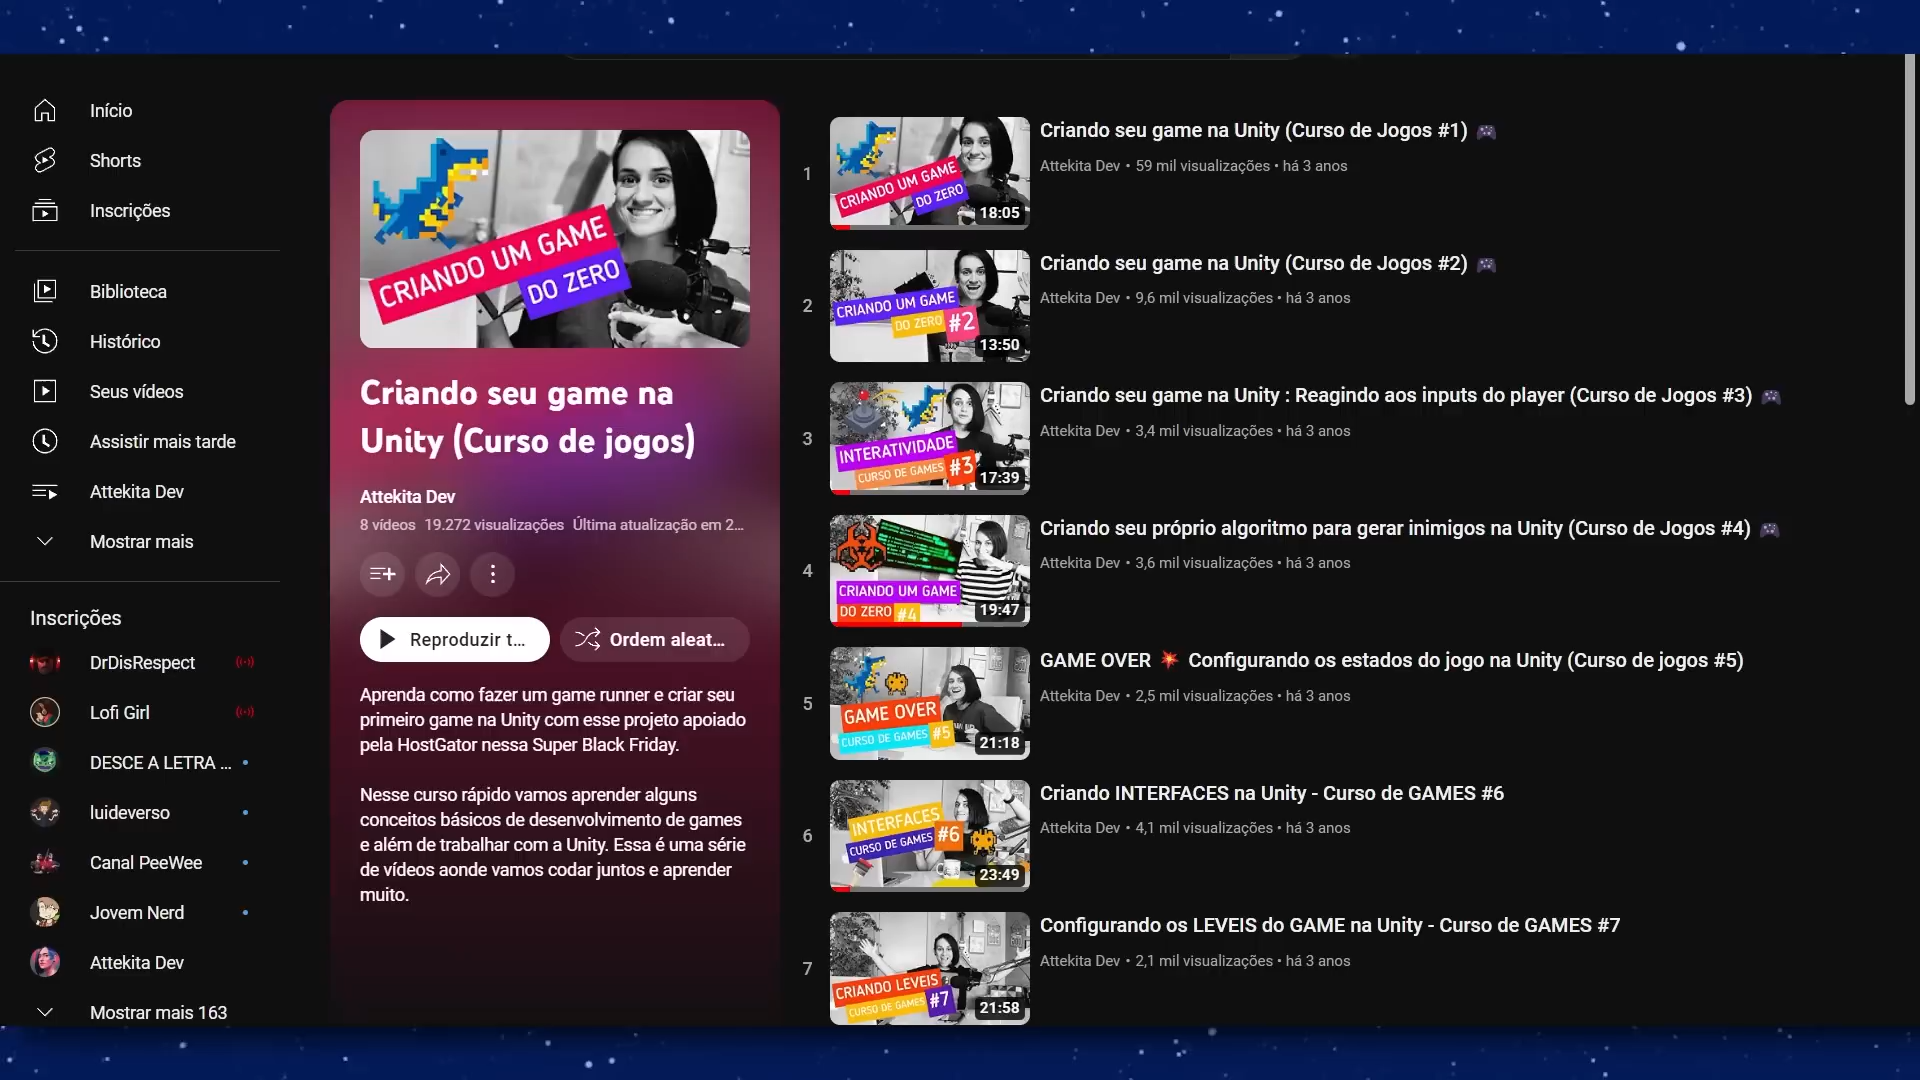 Início
Shorts
Inscrições
Biblioteca
Histórico
Seus vídeos
Assistir mais tarde
Attekita Dev
Mostrar mais
Inscrições
DrDisRespect
Lofi Girl
DESCE A LETRA ...
luideverso
Canal PeeWee
Jovem Nerd
Attekita Dev
Mostrar mais 163
CRIANDO UM GAME
DO ZERO
Criando seu game na
Unity (Curso de jogos)
Attekita Dev
8 vídeos 19.272 visualizações Última atualização em 2...
Reproduzir t...
Ordem aleat...
Aprenda como fazer um game runner e criar seu
primeiro game na Unity com esse projeto apoiado
pela HostGator nessa Super Black Friday.
Nesse curso rápido vamos aprender alguns
conceitos básicos de desenvolvimento de games
e além de trabalhar com a Unity. Essa é uma série
de vídeos aonde vamos codar juntos e aprender
muito.
1
CRIANDO UM GAME
DO ZERO
18:05
Criando seu game na Unity (Curso de Jogos #1) 🎮
Attekita Dev • 59 mil visualizações • há 3 anos
2
CRIANDO UM GAME
DO ZERO #2
13:50
Criando seu game na Unity (Curso de Jogos #2) 🎮
Attekita Dev • 9,6 mil visualizações • há 3 anos
3
INTERATIVIDADE
CURSO DE GAMES #3
17:39
Criando seu game na Unity : Reagindo aos inputs do player (Curso de Jogos #3) 🎮
Attekita Dev • 3,4 mil visualizações • há 3 anos
4
CRIANDO UM GAME
DO ZERO #4
19:47
Criando seu próprio algoritmo para gerar inimigos na Unity (Curso de Jogos #4) 🎮
Attekita Dev • 3,6 mil visualizações • há 3 anos
5
GAME OVER
CURSO DE GAMES #5
21:18
GAME OVER 💥 Configurando os estados do jogo na Unity (Curso de jogos #5)
Attekita Dev • 2,5 mil visualizações • há 3 anos
6
INTERFACES
CURSO DE GAMES #6
23:49
Criando INTERFACES na Unity - Curso de GAMES #6
Attekita Dev • 4,1 mil visualizações • há 3 anos
7
CRIANDO LEVEIS
CURSO DE GAMES #7
21:58
Configurando os LEVEIS do GAME na Unity - Curso de GAMES #7
Attekita Dev • 2,1 mil visualizações • há 3 anos